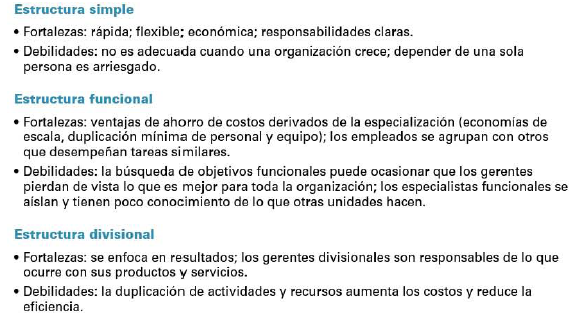 Estructura simple
• Fortalezas: rápida; flexible; económica; responsabilidades claras.
• Debilidades: no es adecuada cuando una organización crece; depender de una sola
persona es arriesgado.
Estructura funcional
• Fortalezas: ventajas de ahorro de costos derivados de la especialización (economías de
escala, duplicación mínima de personal y equipo); los empleados se agrupan con otros
que desempeñan tareas similares.
• Debilidades: la búsqueda de objetivos funcionales puede ocasionar que los gerentes
pierdan de vista lo que es mejor para toda la organización; los especialistas funcionales se
aíslan y tienen poco conocimiento de lo que otras unidades hacen.
Estructura divisional
• Fortalezas: se enfoca en resultados; los gerentes divisionales son responsables de lo que
ocurre con sus productos y servicios.
• Debilidades: la duplicación de actividades y recursos aumenta los costos y reduce la
eficiencia.